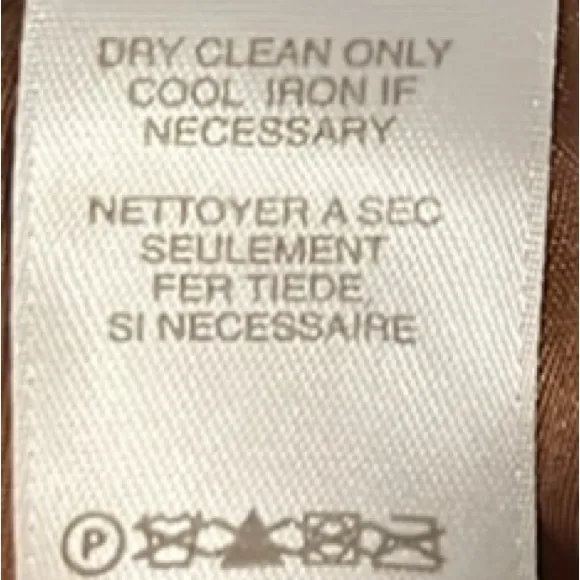 DRY CLEAN ONLY
COOL IRON IF
NECESSARY
NETTOYER A SEC
SEULEMENT
FER TIEDE,
SI NECESSAIRE
P